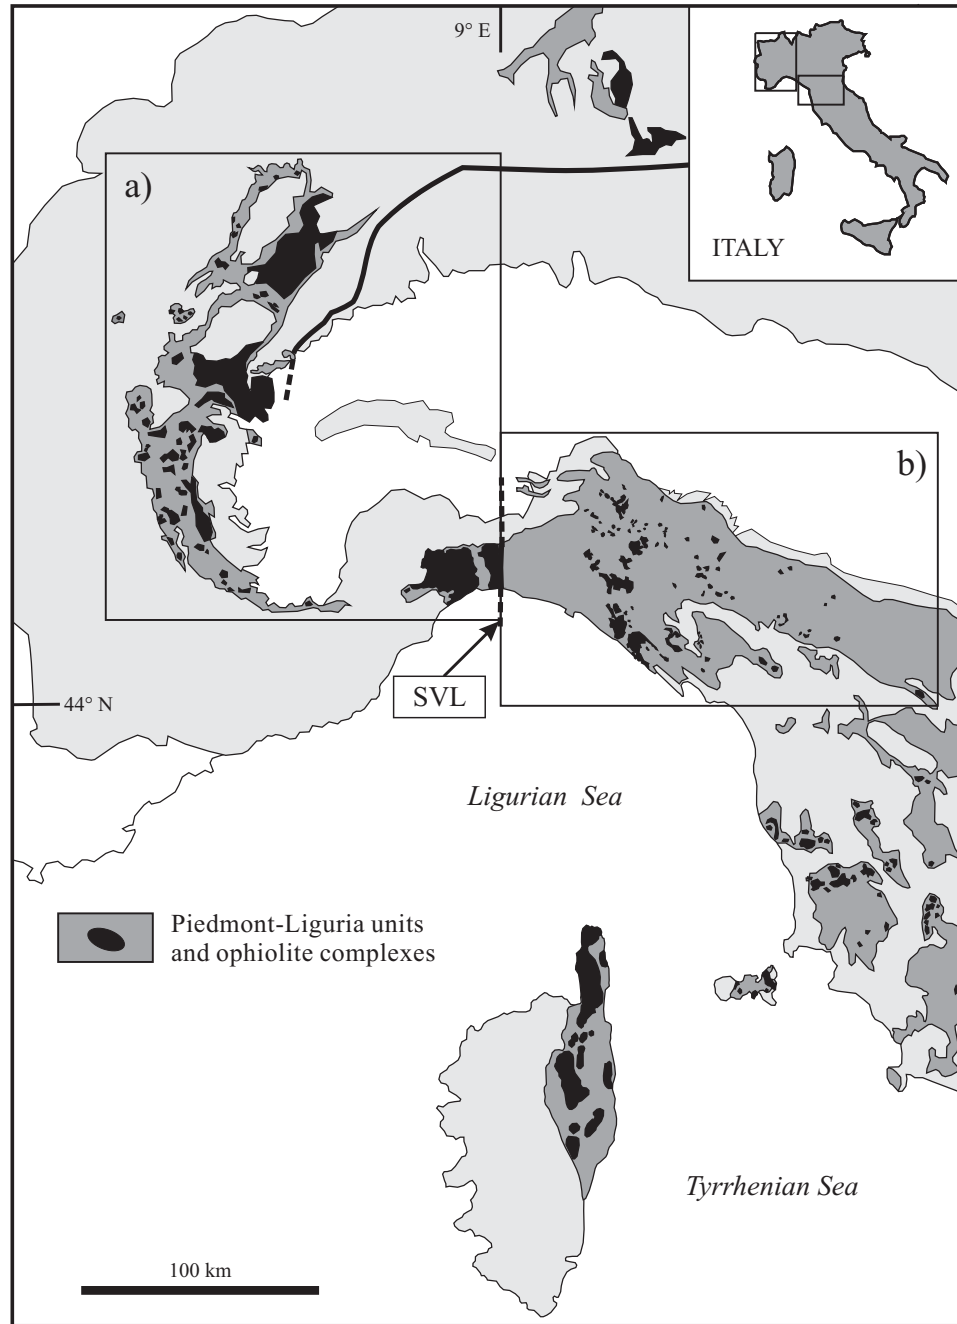 9° E
a)
ITALY
b)
SVL
44° N
Ligurian Sea
Piedmont-Liguria units
and ophiolite complexes
Tyrrhenian Sea
100 km